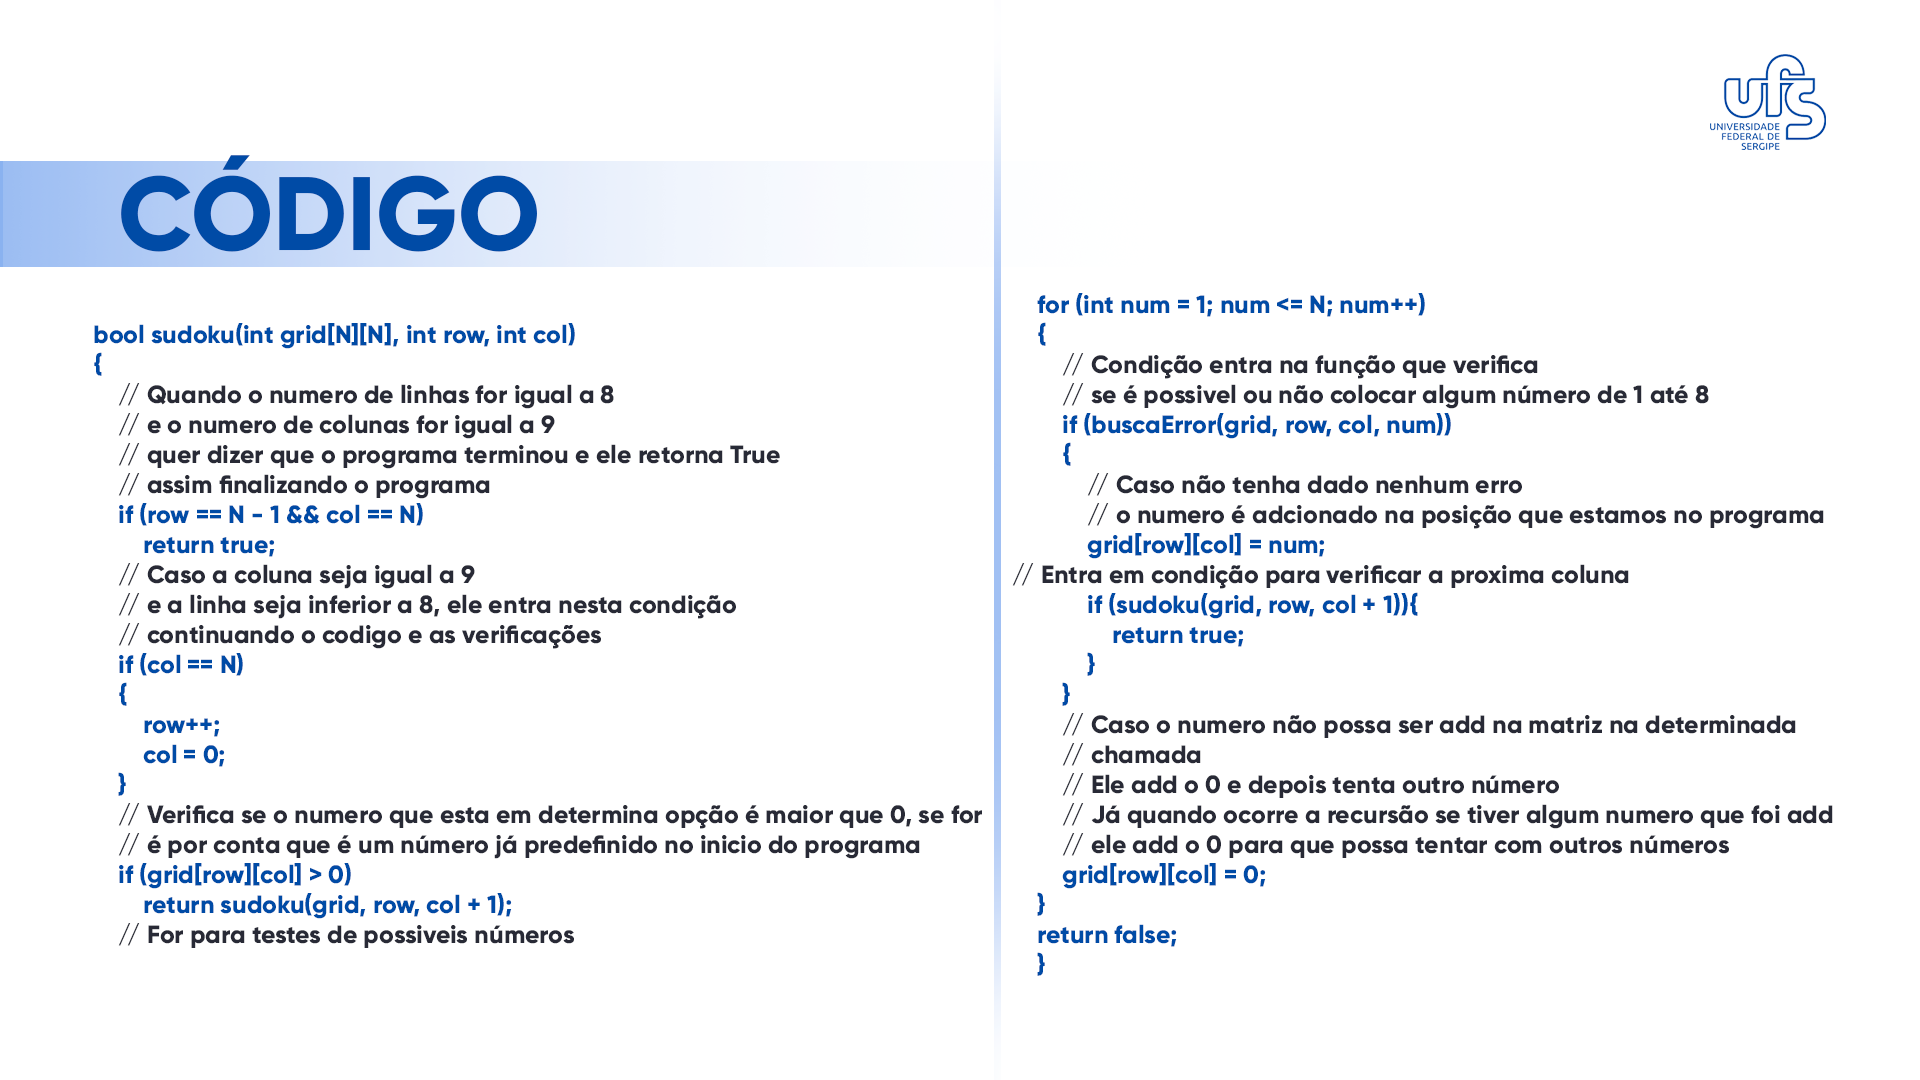 ufs
UNIVERSIDADE
FEDERAL DE
SERGIPE
CÓDIGO
bool sudoku(int grid[N][N], int row, int col)
{
// Quando o numero de linhas for igual a 8
// e o numero de colunas for igual a 9
// quer dizer que o programa terminou e ele retorna True
// assim finalizando o programa
if (row == N - 1 && col == N)
return true;
// Caso a coluna seja igual a 9
// e a linha seja inferior a 8, ele entra nesta condição
// continuando o codigo e as verificações
if (col == N)
{
row++;
col = 0;
}
// Verifica se o numero que esta em determina opção é maior que 0, se for
// é por conta que é um número já predefinido no inicio do programa
if (grid[row][col] > 0)
return sudoku(grid, row, col + 1);
// For para testes de possiveis números
for (int num = 1; num <= N; num++)
{
// Condição entra na função que verifica
// se é possivel ou não colocar algum número de 1 até 8
if (buscaError(grid, row, col, num))
{
// Caso não tenha dado nenhum erro
// o numero é adcionado na posição que estamos no programa
grid[row][col] = num;
// Entra em condição para verificar a proxima coluna
if (sudoku(grid, row, col + 1)){
return true;
}
}
// Caso o numero não possa ser add na matriz na determinada
// chamada
// Ele add o 0 e depois tenta outro número
// Já quando ocorre a recursão se tiver algum numero que foi add
// ele add o 0 para que possa tentar com outros números
grid[row][col] = 0;
}
return false;
}